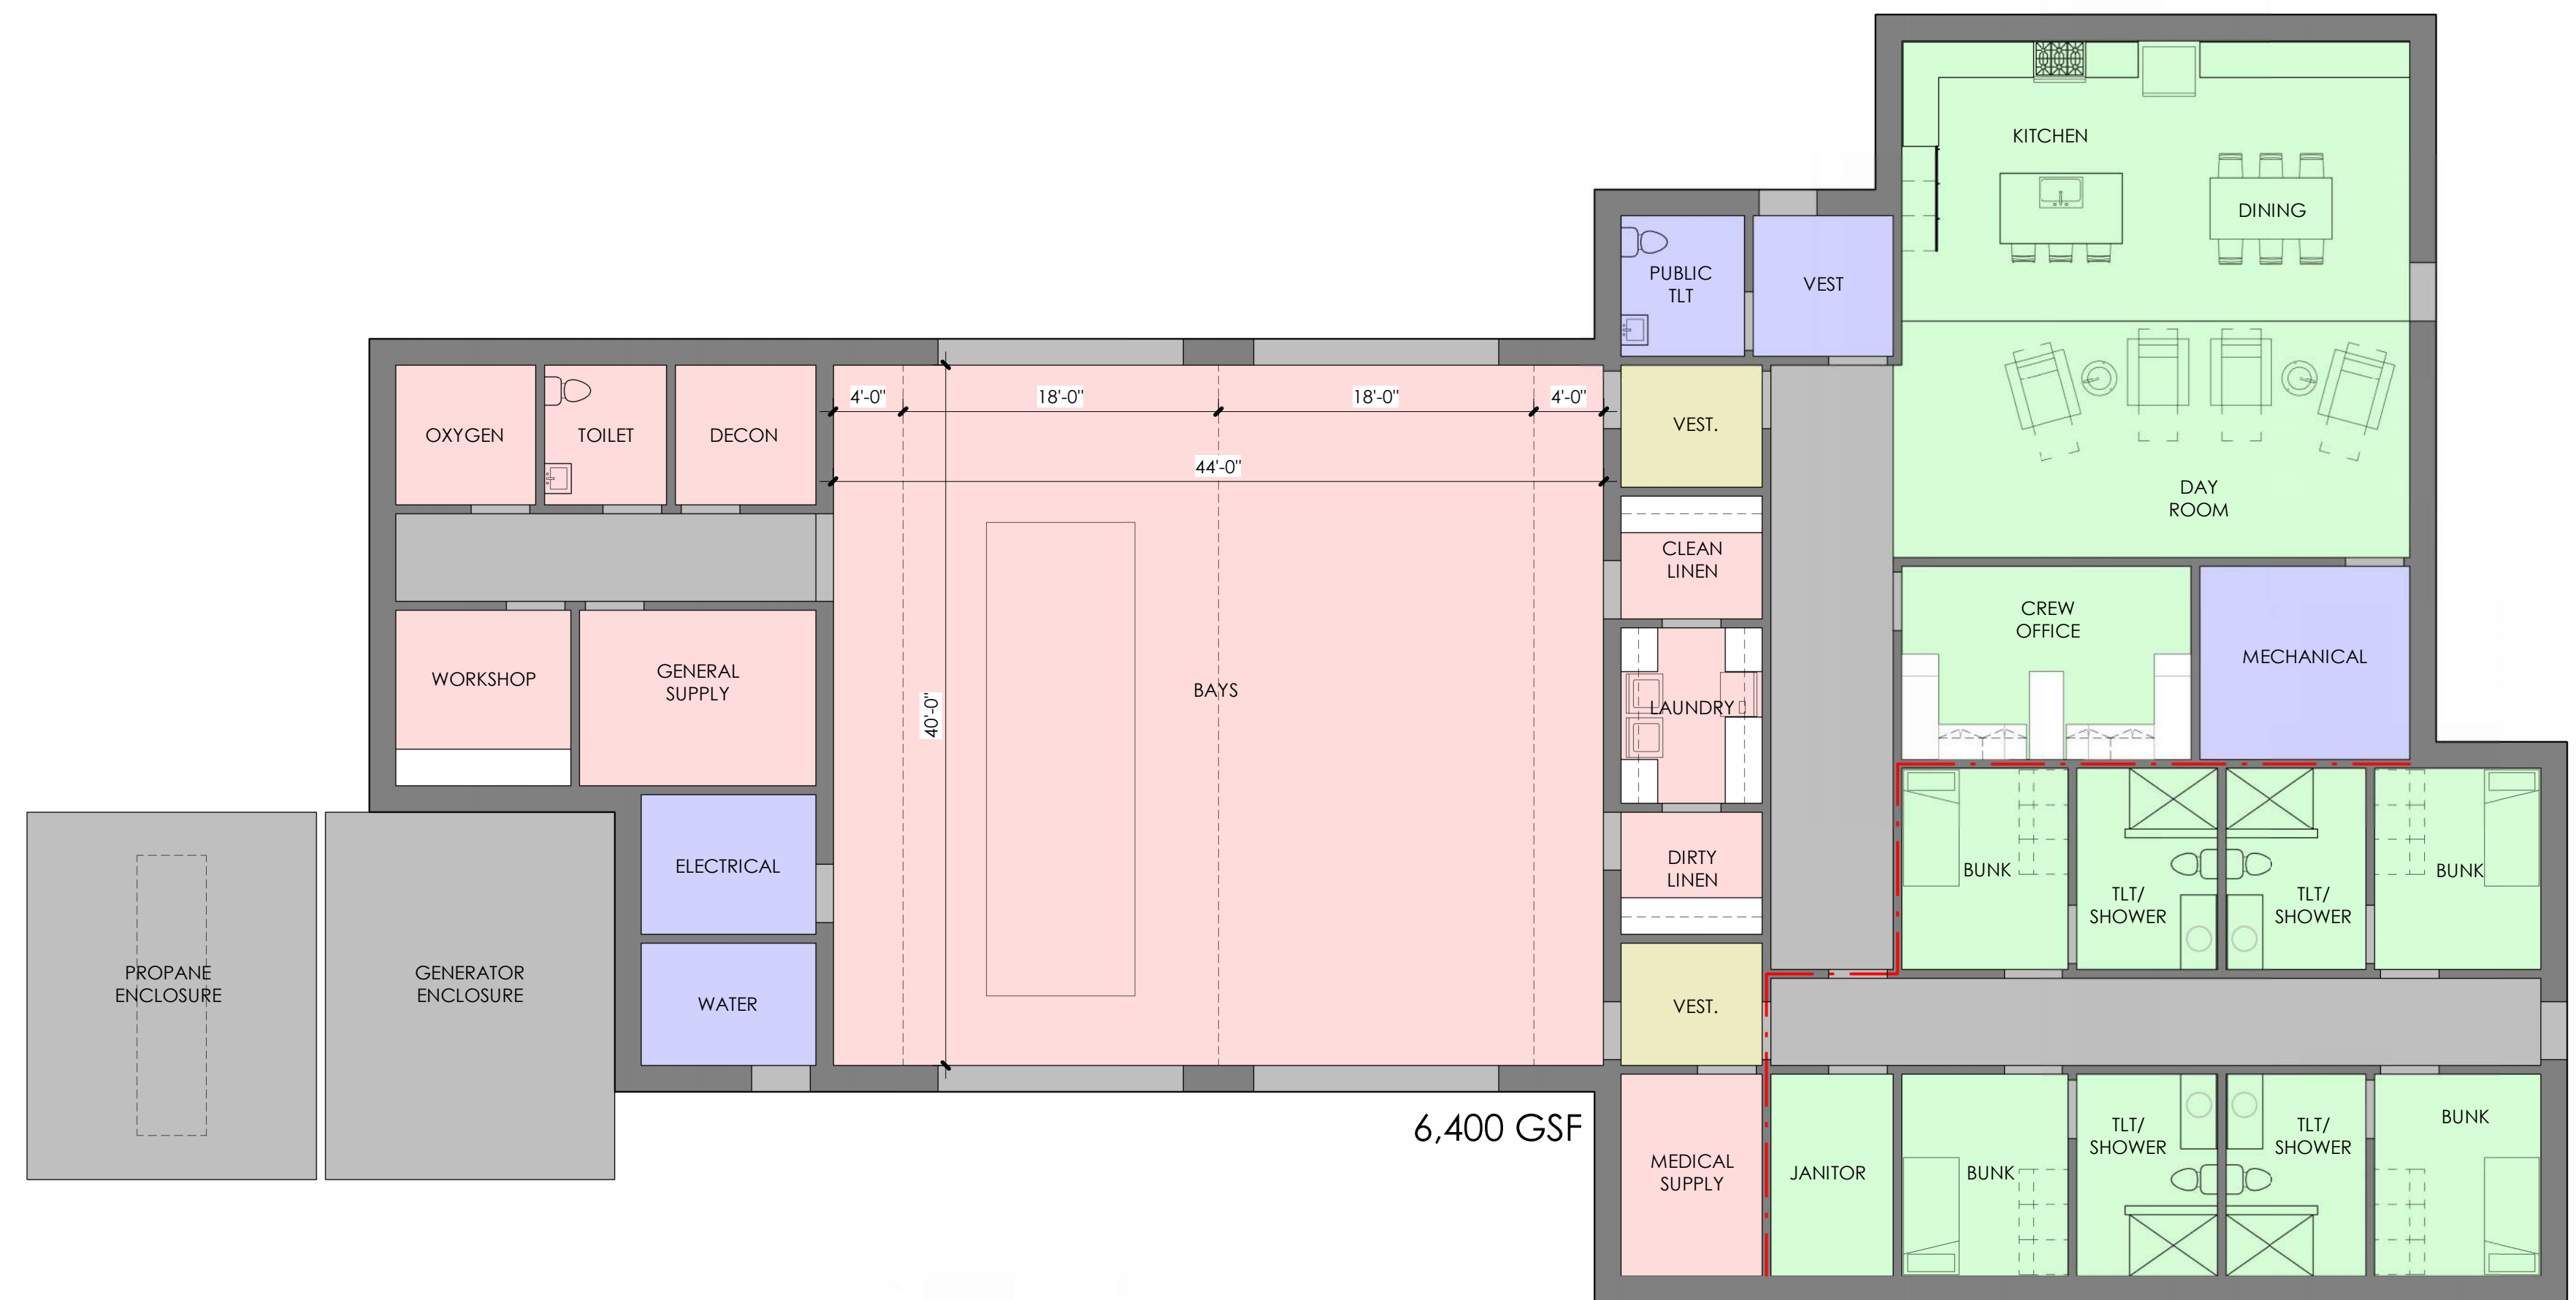 KITCHEN
DINING
PUBLIC
TLT
VEST
4'-0"
18'-0"
18'-0"
4'-0"
OXYGEN
TOILET
DECON
VEST.
44'-0"
DAY
ROOM
CLEAN
LINEN
CREW
OFFICE
WORKSHOP
GENERAL
SUPPLY
BAYS
40'-0"
LAUNDRY
MECHANICAL
ELECTRICAL
DIRTY
LINEN
BUNK
TLT/
SHOWER
TLT/
SHOWER
BUNK
PROPANE
ENCLOSURE
GENERATOR
ENCLOSURE
WATER
VEST.
6,400 GSF
MEDICAL
SUPPLY
JANITOR
BUNK
TLT/
SHOWER
TLT/
SHOWER
BUNK